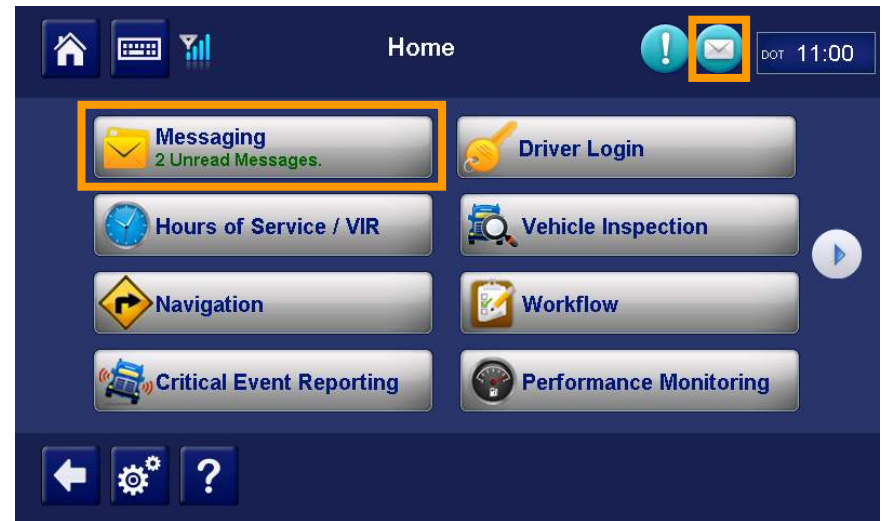 Home
!
DOT 11:00
Messaging
2 Unread Messages.
Driver Login
Hours of Service / VIR
Vehicle Inspection
Navigation
Workflow
Critical Event Reporting
Performance Monitoring
?